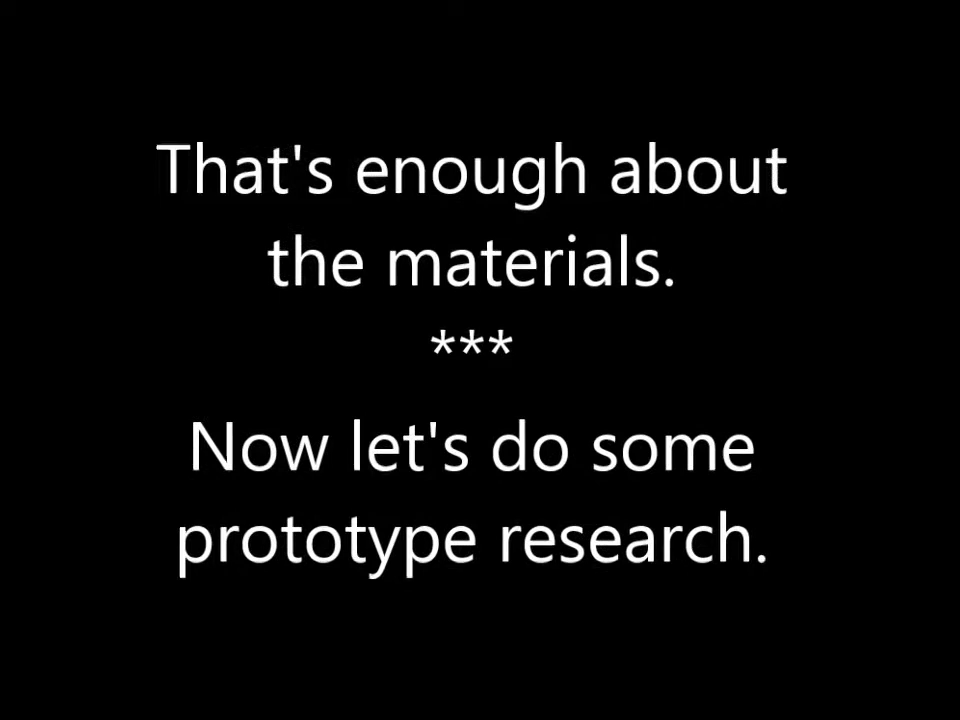 That's enough about
the materials.
***
Now let's do some
prototype research.